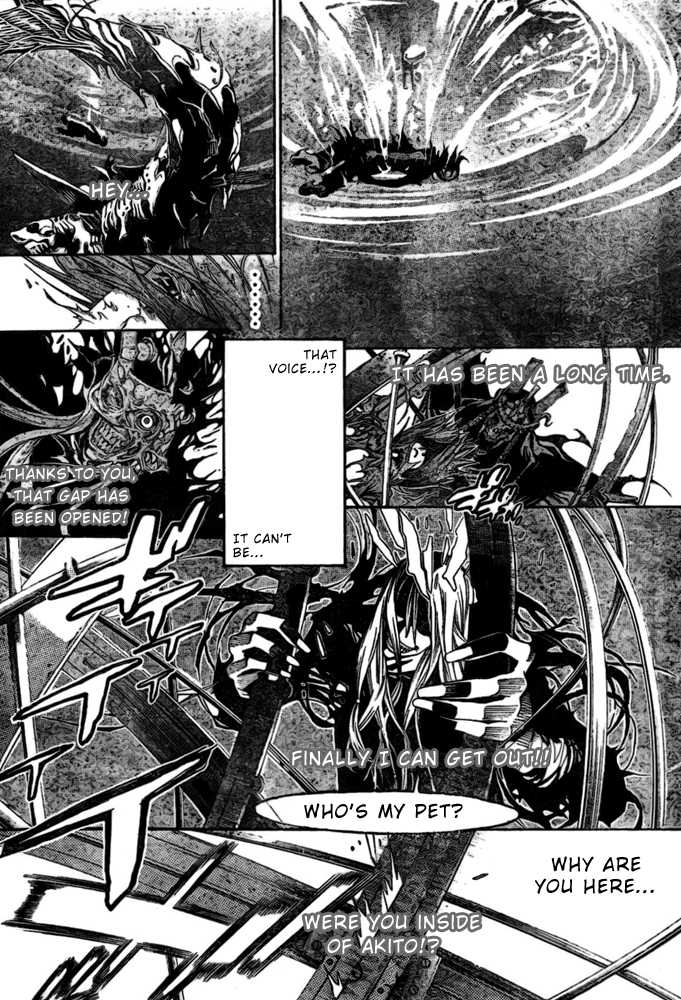 HEY...
THAT
VOICE...!?
IT HAS BEEN A LONG TIME.
THANKS TO YOU,
THAT GAP HAS
BEEN OPENED!
IT CAN'T
BE...
FINALLY I CAN GET OUT!!
WHO'S MY PET?
WHY ARE
YOU HERE...
WERE YOU INSIDE
OF AKITO!?